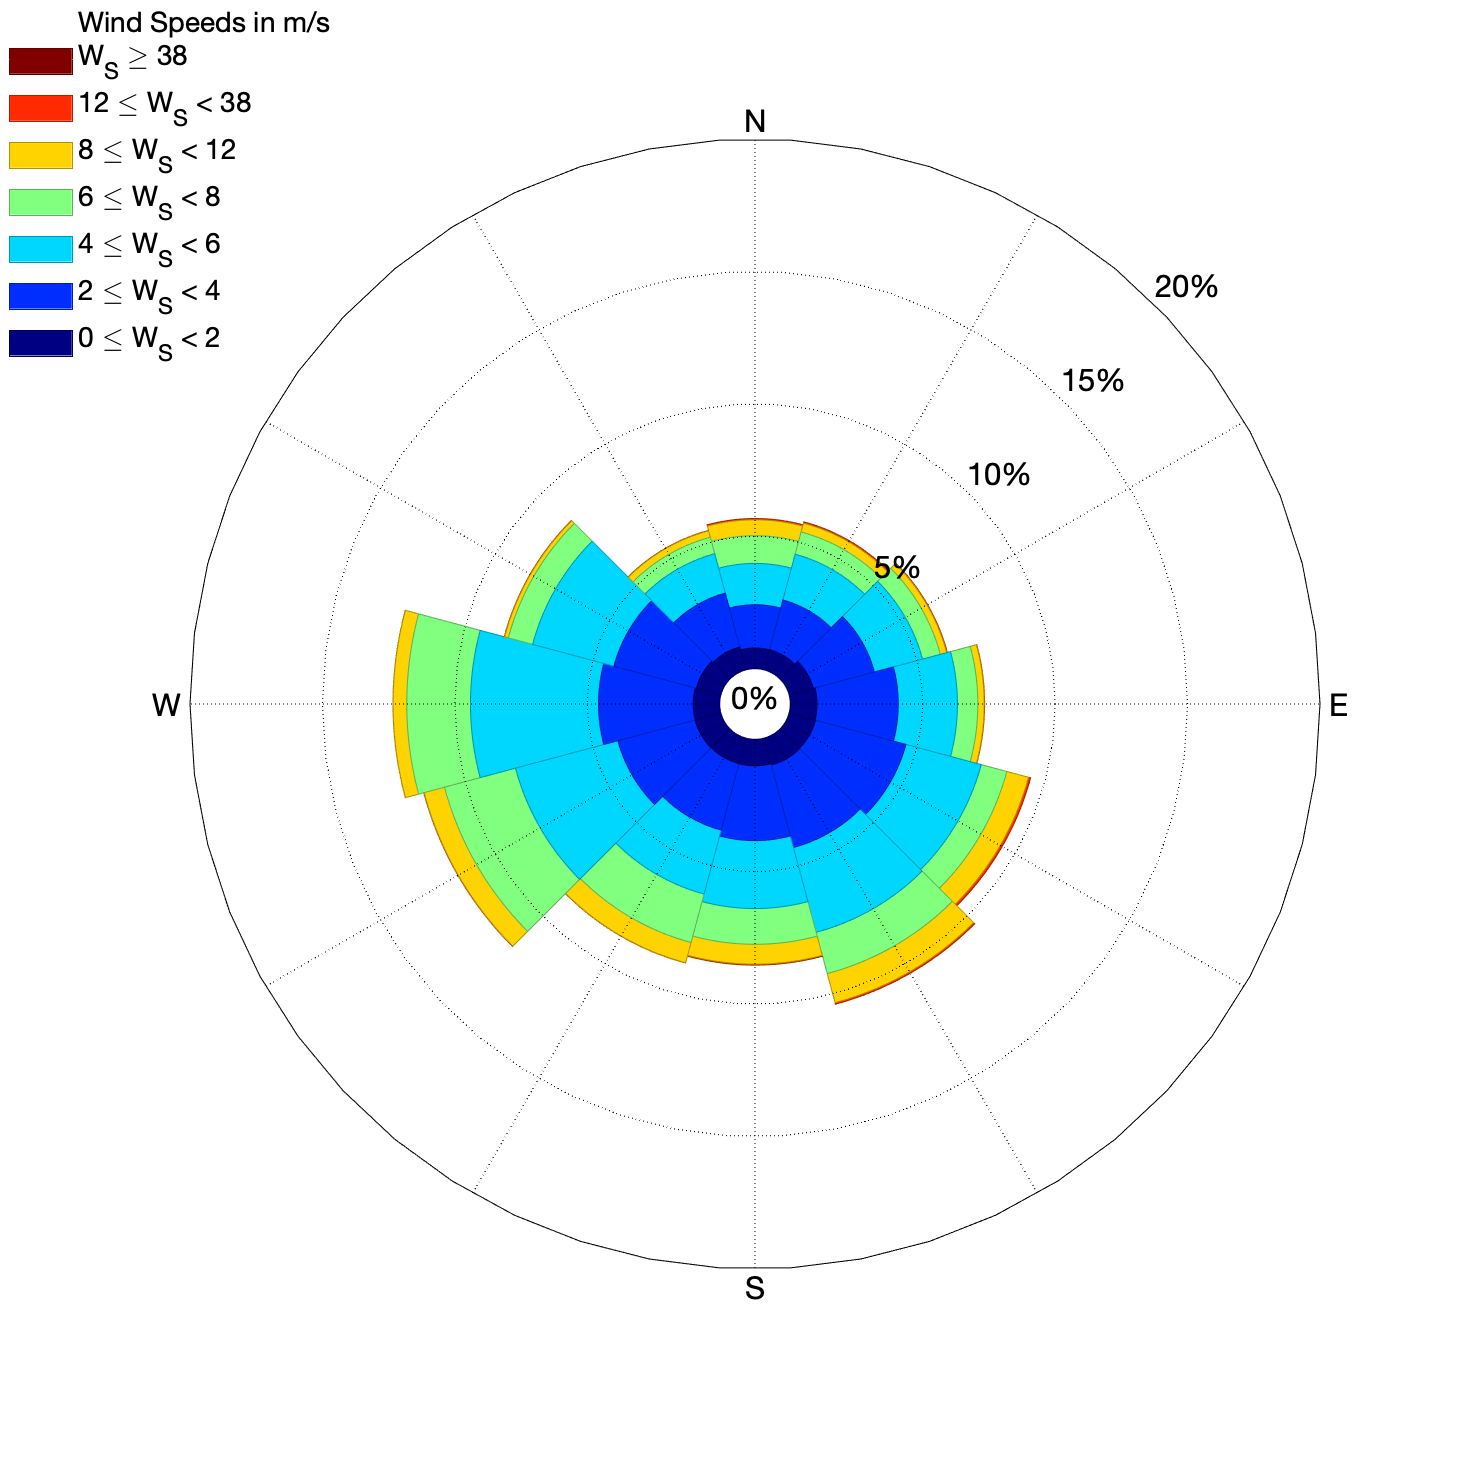 Wind Speeds in m/s
W_S ≥ 38
12 ≤ W_S < 38
8 ≤ W_S < 12
6 ≤ W_S < 8
4 ≤ W_S < 6
2 ≤ W_S < 4
0 ≤ W_S < 2
N
20%
15%
10%
5%
0%
W
E
S